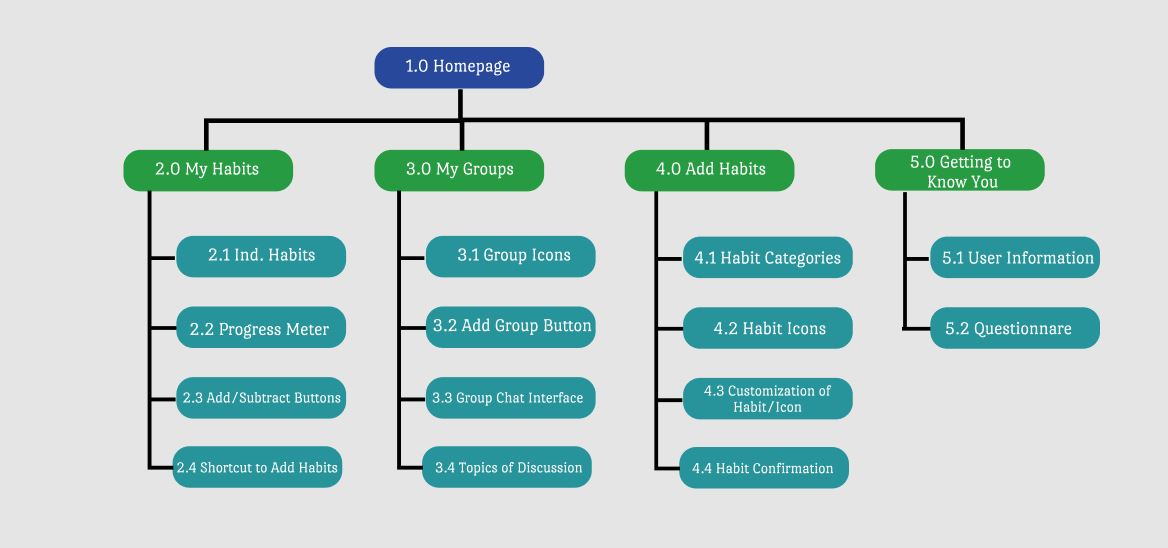 1.0 Homepage
2.0 My Habits
3.0 My Groups
4.0 Add Habits
5.0 Getting to
Know You
2.1 Ind. Habits
3.1 Group Icons
4.1 Habit Categories
5.1 User Information
2.2 Progress Meter
3.2 Add Group Button
4.2 Habit Icons
5.2 Questionnare
2.3 Add/Subtract Buttons
3.3 Group Chat Interface
4.3 Customization of
Habit/Icon
2.4 Shortcut to Add Habits
3.4 Topics of Discussion
4.4 Habit Confirmation